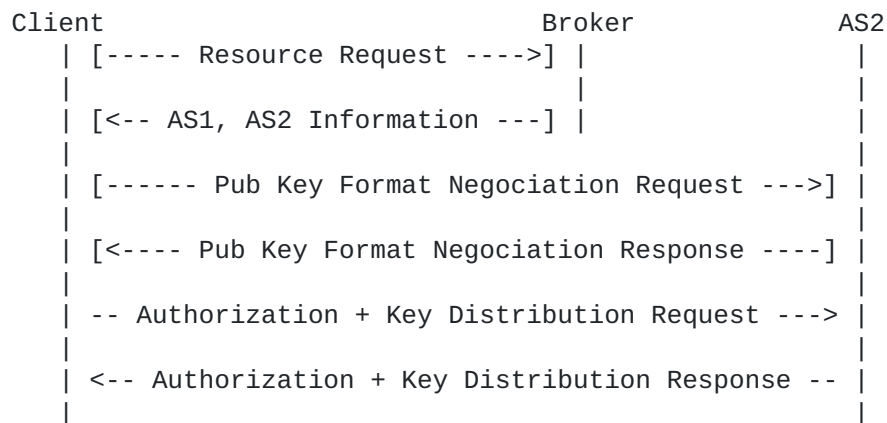 Client                            Broker             AS2
   | [----- Resource Request ---->] |                 |
   |                                |                 |
   | [<-- AS1, AS2 Information ---] |                 |
   |                                                  |
   | [------ Pub Key Format Negociation Request --->] |
   |                                                  |
   | [<---- Pub Key Format Negociation Response ----] |
   |                                                  |
   | -- Authorization + Key Distribution Request ---> |
   |                                                  |
   | <-- Authorization + Key Distribution Response -- |
   |                                                  |